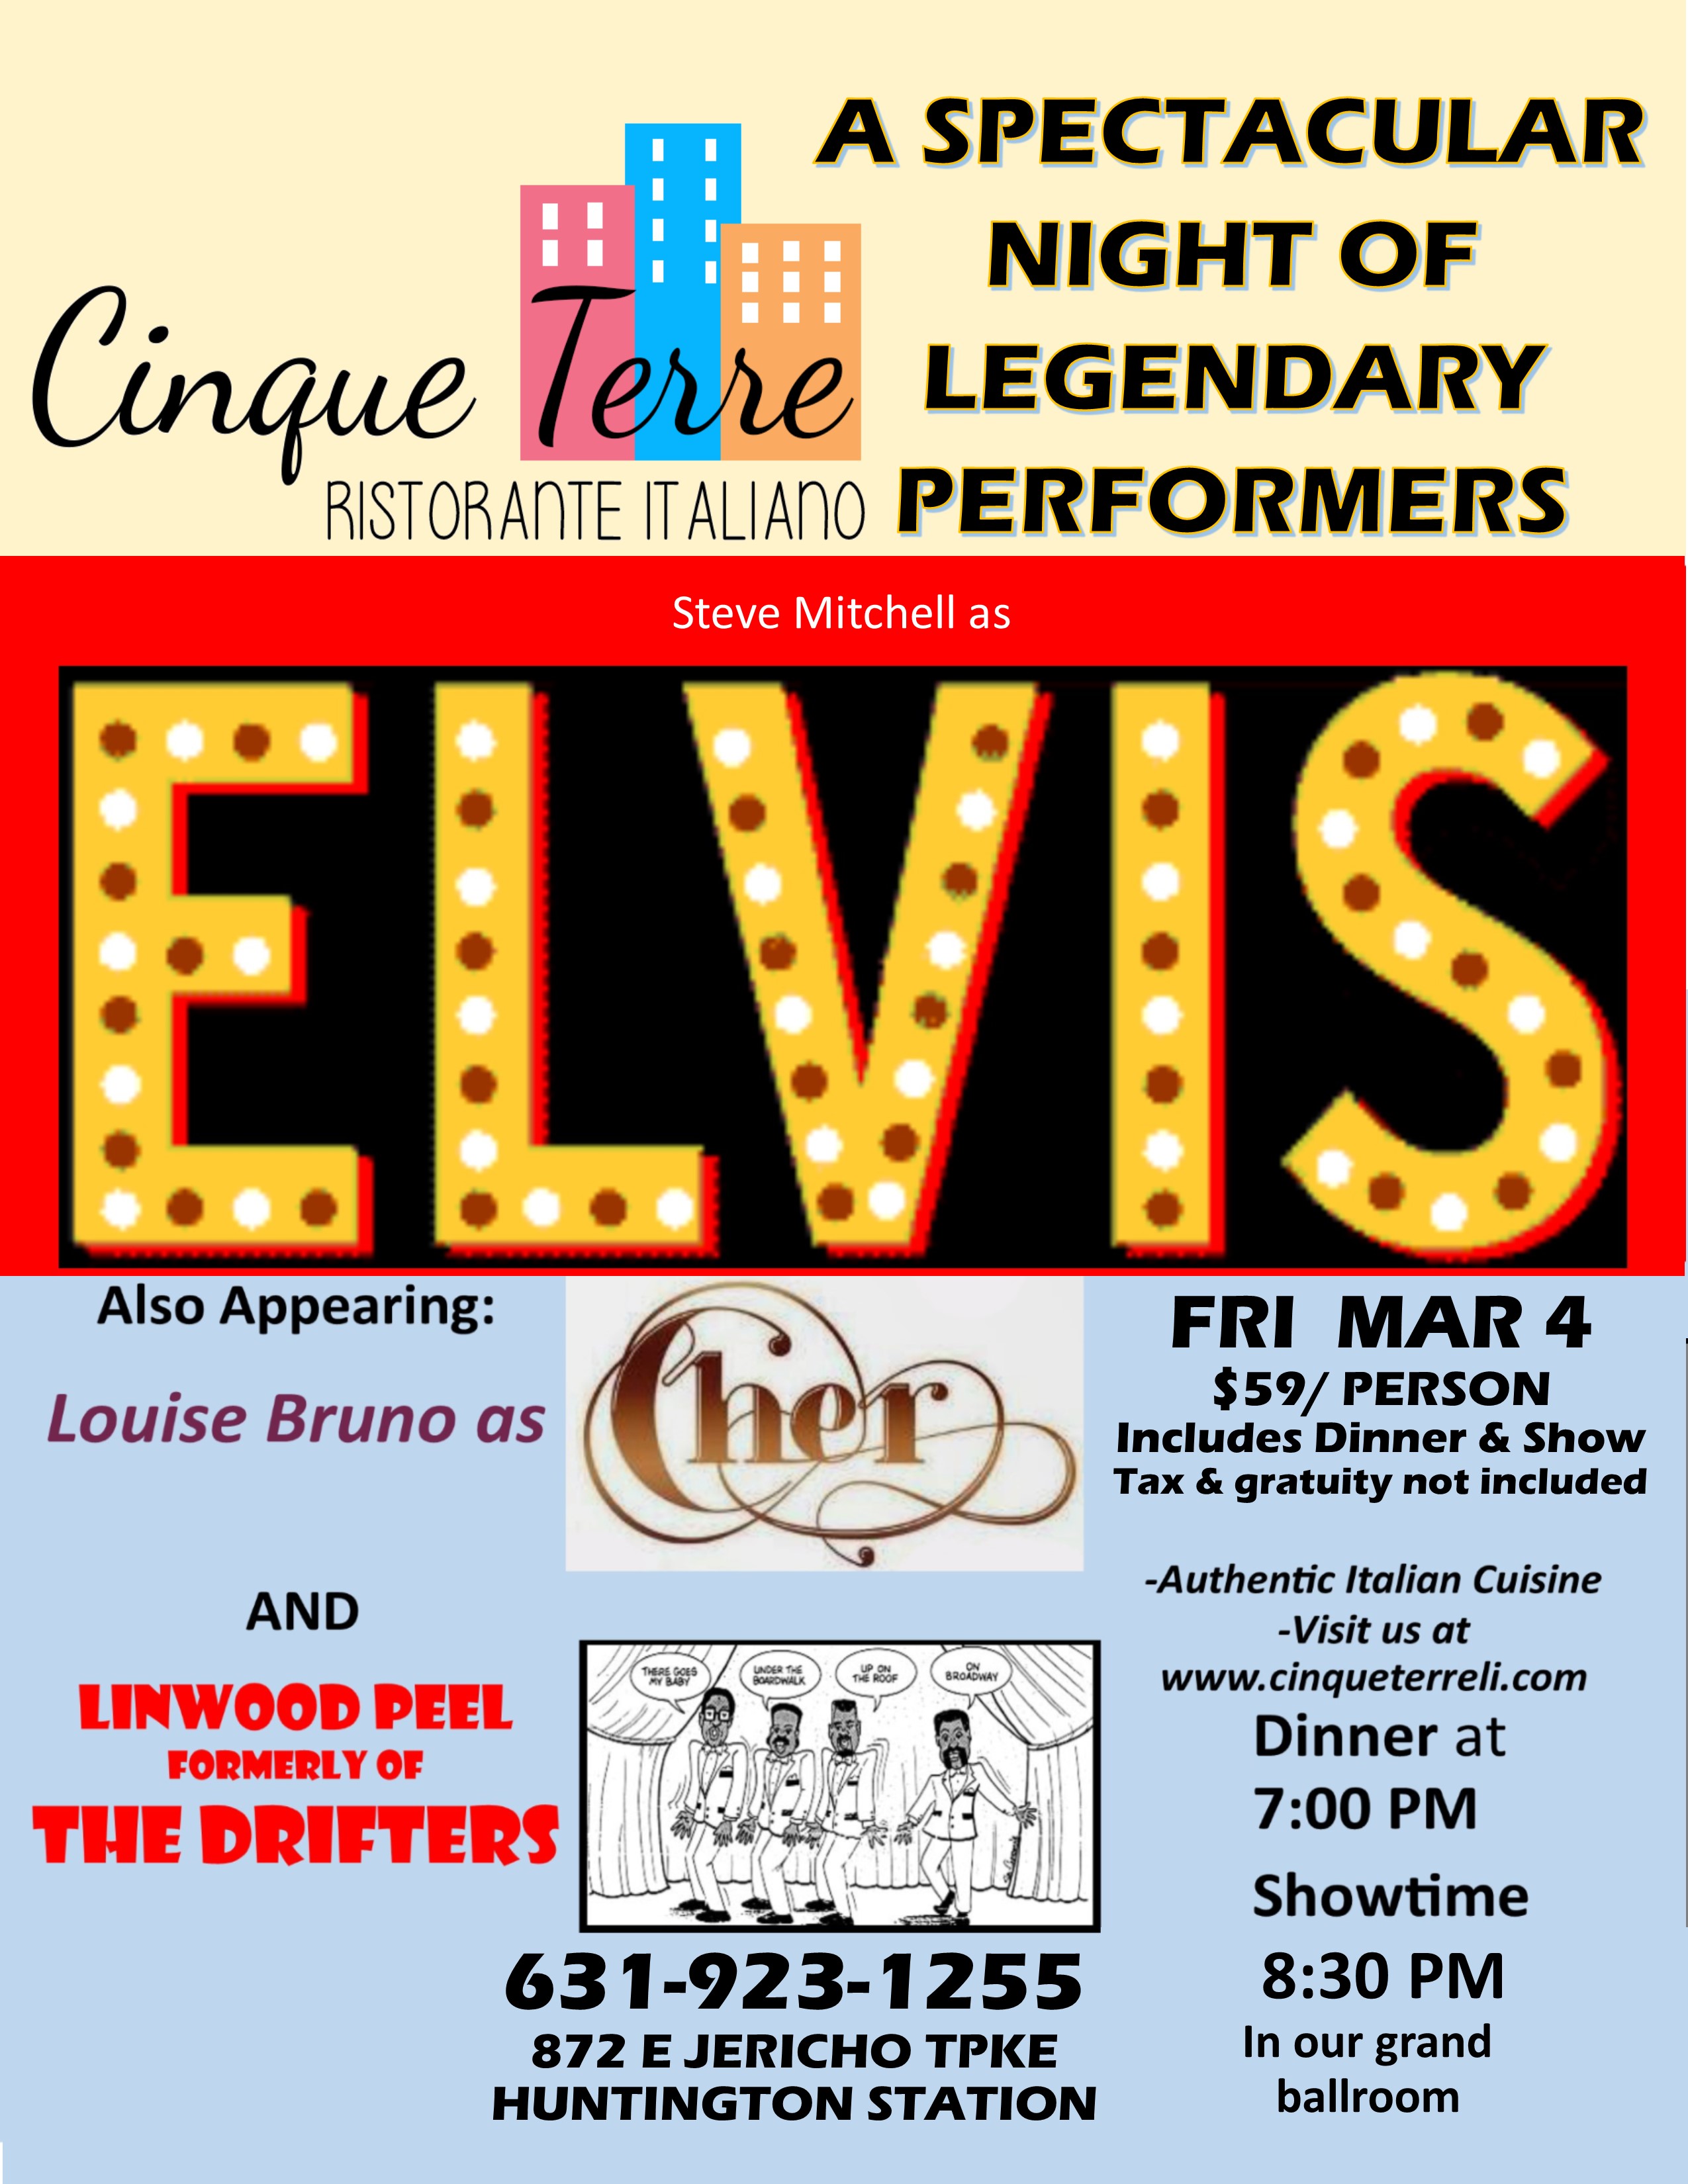 Cinque Terre
RISTORANTE ITALIANO
A SPECTACULAR
NIGHT OF
LEGENDARY
PERFORMERS
Steve Mitchell as
ELVIS
Also Appearing:
Louise Bruno as
Cher
AND
LINWOOD PEEL
FORMERLY OF
THE DRIFTERS
THERE GOES
MY BABY
UNDER THE
BOARDWALK
UP ON
THE ROOF
ON
BROADWAY
FRI MAR 4
$59/ PERSON
Includes Dinner & Show
Tax & gratuity not included
-Authentic Italian Cuisine
-Visit us at
www.cinqueterreli.com
Dinner at
7:00 PM
Showtime
8:30 PM
In our grand
ballroom
631-923-1255
872 E JERICHO TPKE
HUNTINGTON STATION